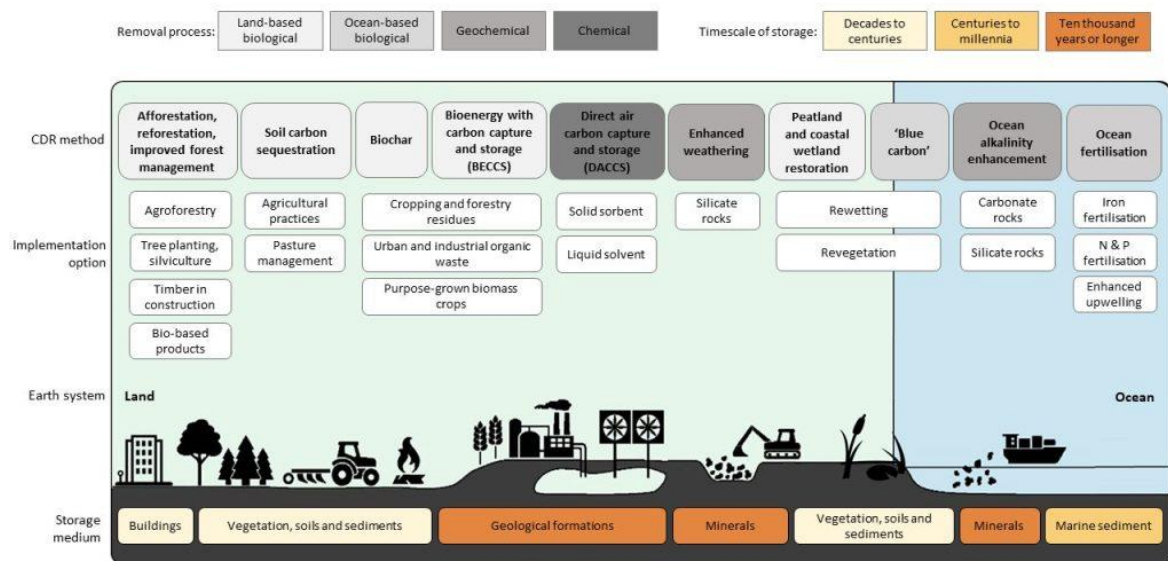 Removal process:
Land-based
biological
Ocean-based
biological
Geochemical
Chemical
Timescale of storage:
Decades to
centuries
Centuries to
millennia
Ten thousand
years or longer
CDR method
Afforestation,
reforestation,
improved forest
management
Soil carbon
sequestration
Biochar
Bioenergy with
carbon capture
and storage
(BECCS)
Direct air
carbon capture
and storage
(DACCS)
Enhanced
weathering
Peatland
and coastal
wetland
restoration
'Blue
carbon'
Ocean
alkalinity
enhancement
Ocean
fertilisation
Implementation
option
Agroforestry
Tree planting,
silviculture
Timber in
construction
Bio-based
products
Agricultural
practices
Pasture
management
Cropping and forestry
residues
Urban and industrial organic
waste
Purpose-grown biomass
crops
Solid sorbent
Liquid solvent
Silicate
rocks
Rewetting
Revegetation
Carbonate
rocks
Silicate rocks
Iron
fertilisation
N & P
fertilisation
Enhanced
upwelling
Earth system
Land
Ocean
Storage
medium
Buildings
Vegetation, soils and sediments
Geological formations
Minerals
Vegetation, soils and
sediments
Minerals
Marine sediment